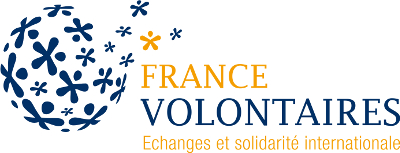 FRANCE
VOLONTAIRES
Echanges et solidarité internationale